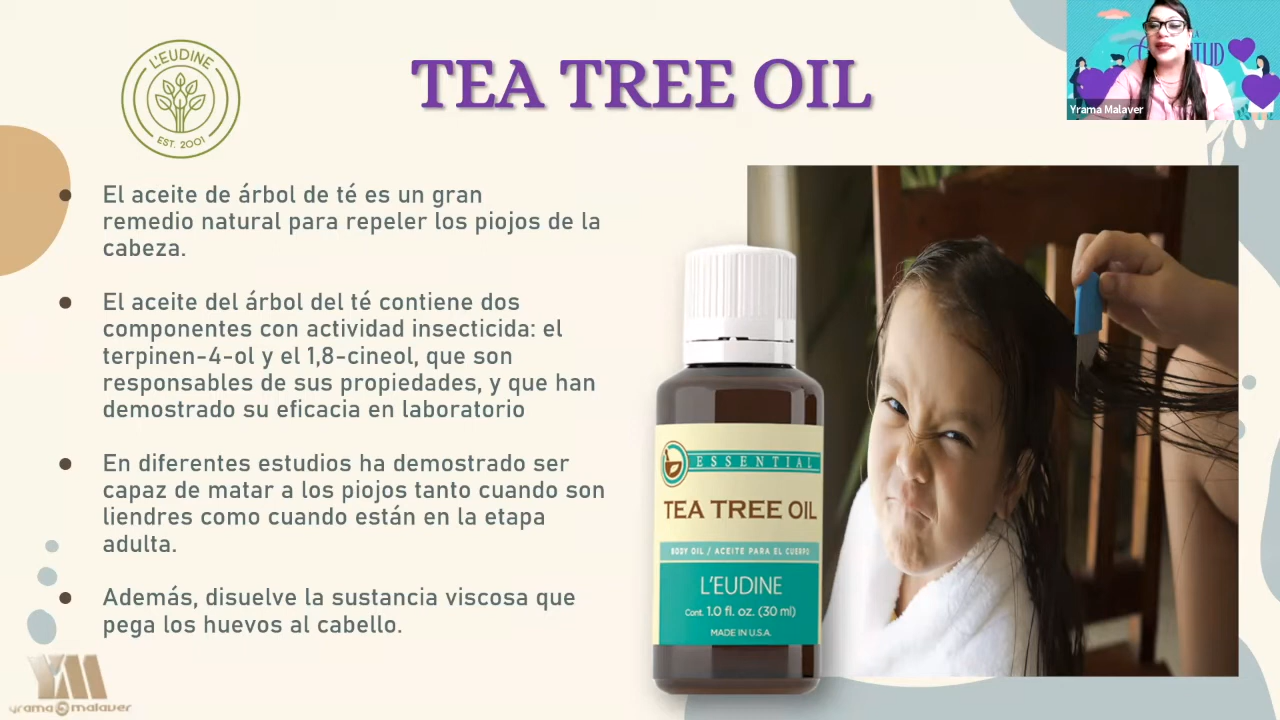 L'EUDINE
EST. 2001
TEA TREE OIL
TUD
Yrama Malaver
El aceite de árbol de té es un gran
remedio natural para repeler los piojos de la
cabeza.
El aceite del árbol del té contiene dos
componentes con actividad insecticida: el
terpinen-4-ol y el 1,8-cineol, que son
responsables de sus propiedades, y que han
demostrado su eficacia en laboratorio
En diferentes estudios ha demostrado ser
capaz de matar a los piojos tanto cuando son
liendres como cuando están en la etapa
adulta.
Además, disuelve la sustancia viscosa que
pega los huevos al cabello.
ESSENTIAL
TEA TREE OIL
BODY OIL / ACEITE PARA EL CUERPO
L'EUDINE
Cont. 1.0 fl. oz. (30 ml)
MADE IN U.S.A.
YM
yrama malaver